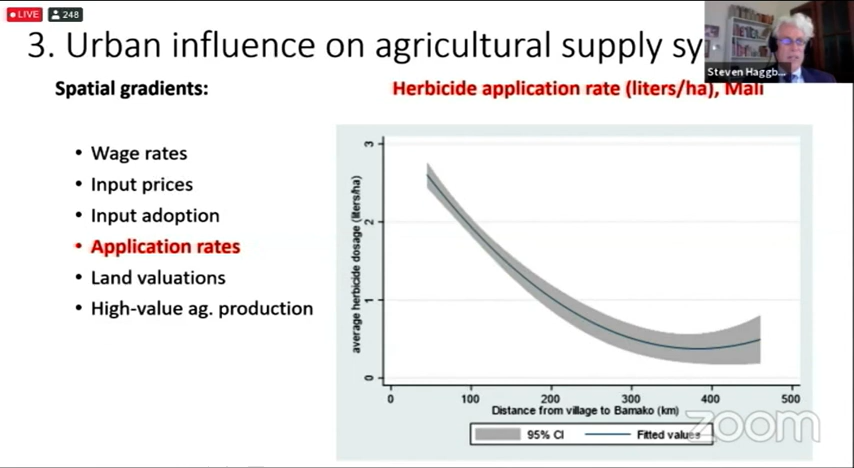 LIVE 248
3. Urban influence on agricultural supply sy
Steven Haggb...
Spatial gradients:
Herbicide application rate (liters/ha), Mali
• Wage rates
• Input prices
• Input adoption
• Application rates
• Land valuations
• High-value ag. production
average herbicide dosage (liters/ha)
3
2
1
0
0 100 200 300 400 500
Distance from village to Bamako (km)
95% CI Fitted values
zoom